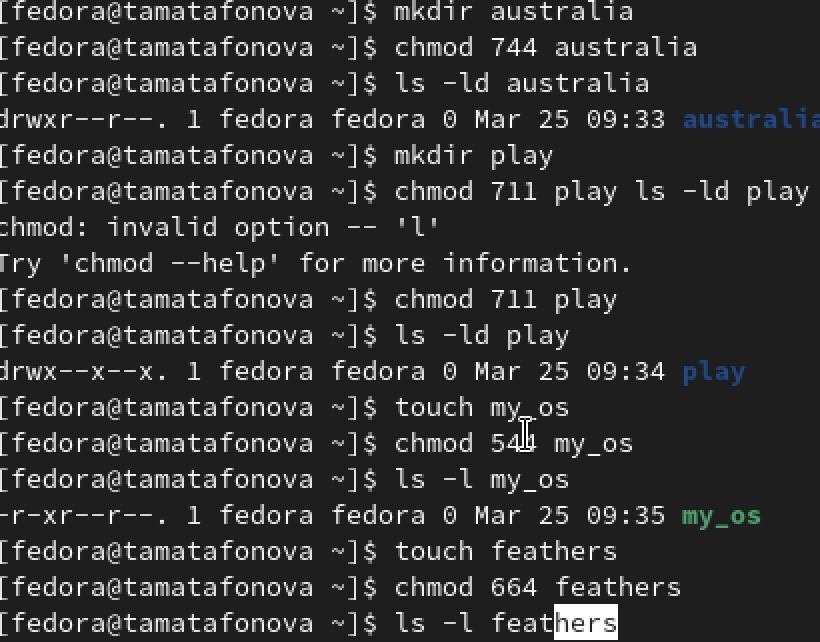 [fedora@tamatafonova ~]$ mkdir australia
[fedora@tamatafonova ~]$ chmod 744 australia
[fedora@tamatafonova ~]$ ls -ld australia
drwxr--r--. 1 fedora fedora 0 Mar 25 09:33 australia
[fedora@tamatafonova ~]$ mkdir play
[fedora@tamatafonova ~]$ chmod 711 play ls -ld play
chmod: invalid option -- 'l'
Try 'chmod --help' for more information.
[fedora@tamatafonova ~]$ chmod 711 play
[fedora@tamatafonova ~]$ ls -ld play
drwx--x--x. 1 fedora fedora 0 Mar 25 09:34 play
[fedora@tamatafonova ~]$ touch my_os
[fedora@tamatafonova ~]$ chmod 544 my_os
[fedora@tamatafonova ~]$ ls -l my_os
-r-xr--r--. 1 fedora fedora 0 Mar 25 09:35 my_os
[fedora@tamatafonova ~]$ touch feathers
[fedora@tamatafonova ~]$ chmod 664 feathers
[fedora@tamatafonova ~]$ ls -l feathers